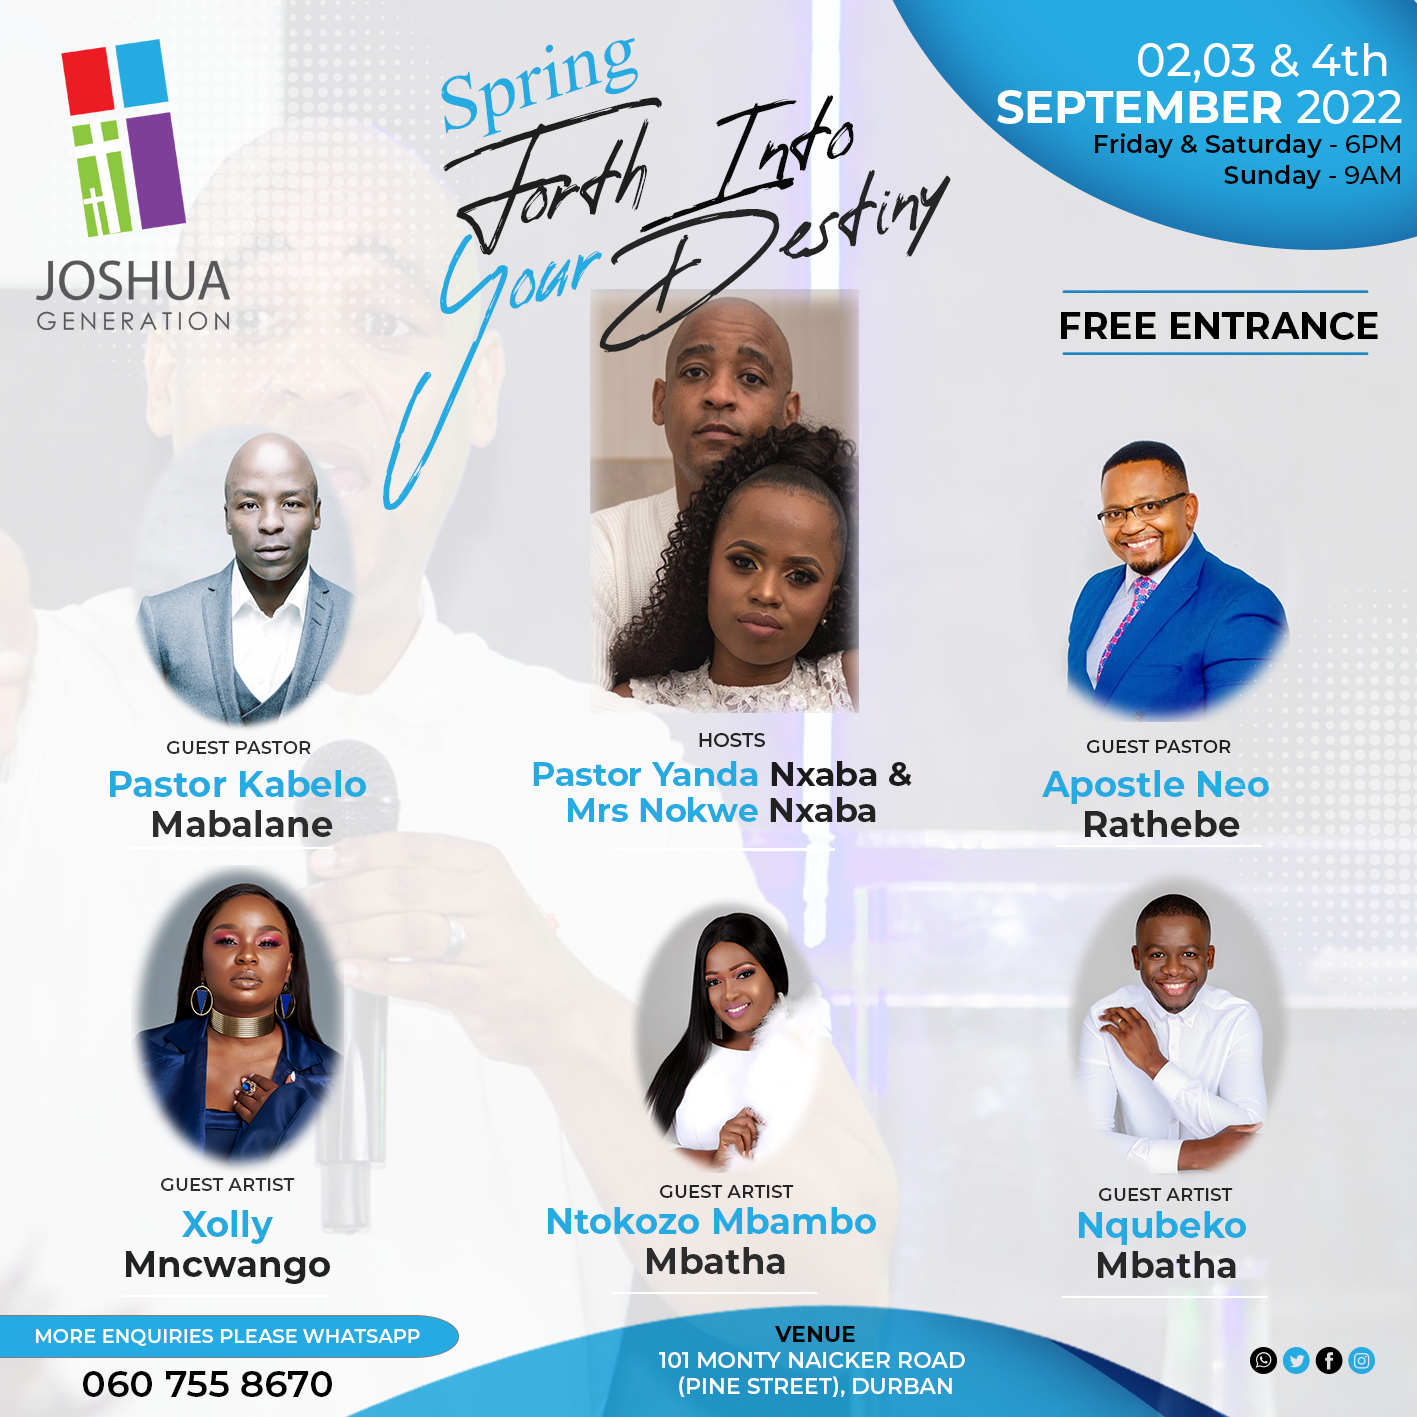 JOSHUA
GENERATION
Spring
Forth Into
Your Destiny
02,03 & 4th
SEPTEMBER 2022
Friday & Saturday - 6PM
Sunday - 9AM
FREE ENTRANCE
GUEST PASTOR
Pastor Kabelo
Mabalane
HOSTS
Pastor Yanda Nxaba &
Mrs Nokwe Nxaba
GUEST PASTOR
Apostle Neo
Rathebe
GUEST ARTIST
Xolly
Mncwango
GUEST ARTIST
Ntokozo Mbambo
Mbatha
GUEST ARTIST
Nqubeko
Mbatha
MORE ENQUIRIES PLEASE WHATSAPP
060 755 8670
VENUE
101 MONTY NAICKER ROAD
(PINE STREET), DURBAN